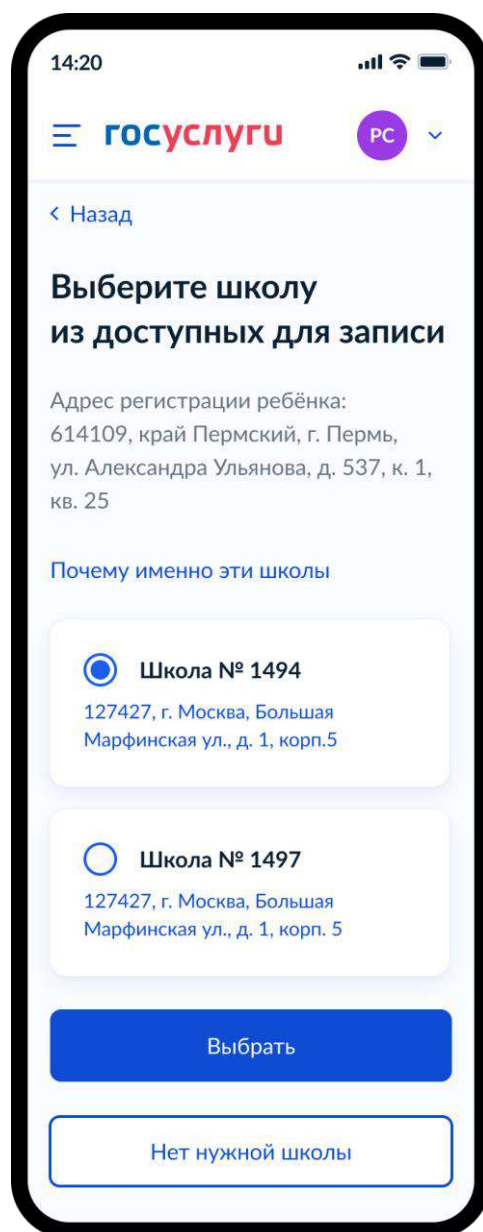 14:20
госуслуги
РС
Назад
Выберите школу
из доступных для записи
Адрес регистрации ребёнка:
614109, край Пермский, г. Пермь,
ул. Александра Ульянова, д. 537, к. 1,
кв. 25
Почему именно эти школы
Школа № 1494
127427, г. Москва, Большая
Марфинская ул., д. 1, корп.5
Школа № 1497
127427, г. Москва, Большая
Марфинская ул., д. 1, корп. 5
Выбрать
Нет нужной школы